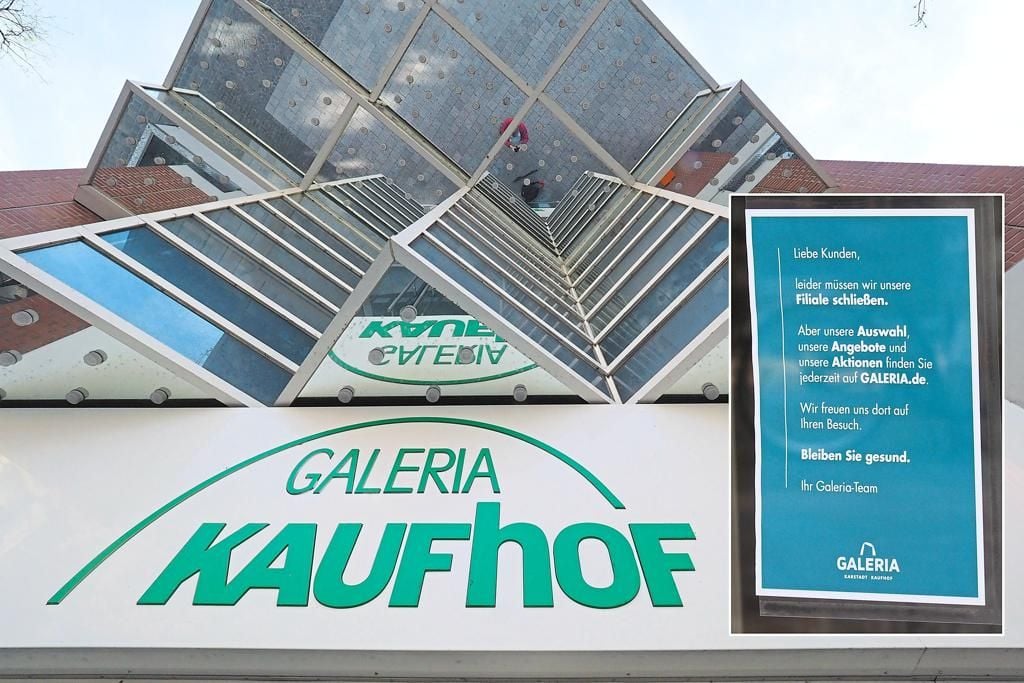 KAUFHOF
GALERIA
GALERIA
KAUFhOF
Liebe Kunden,
leider müssen wir unsere
Filiale schließen.
Aber unsere Auswahl,
unsere Angebote und
unsere Aktionen finden Sie
jederzeit auf GALERIA.de.
Wir freuen uns dort auf
Ihren Besuch.
Bleiben Sie gesund.
Ihr Galeria-Team
GALERIA
KARSTADT KAUFHOF